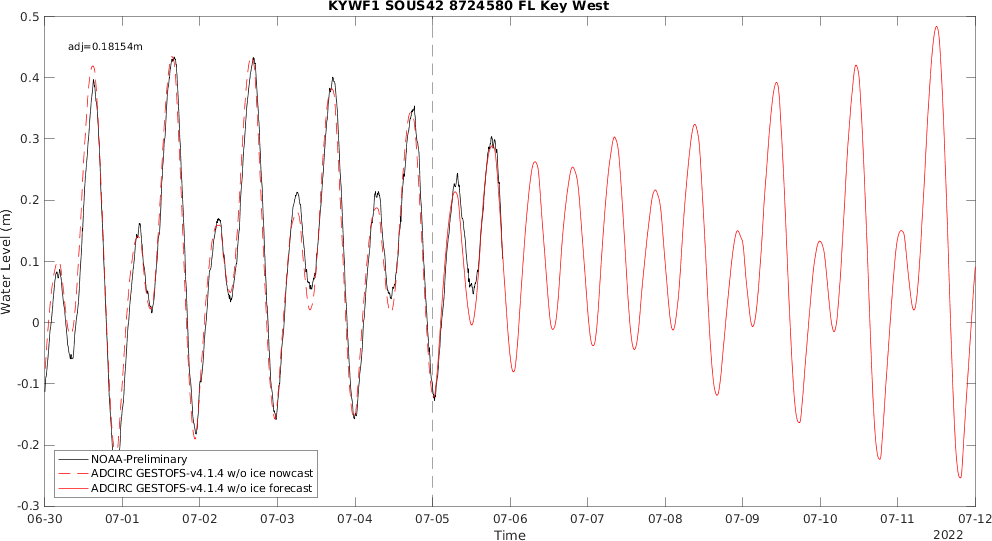 KYWF1 SOUS42 8724580 FL Key West
adj=0.18154m
0.5
0.4
0.3
0.2
0.1
0
-0.1
-0.2
-0.3
Water Level (m)
NOAA-Preliminary
ADCIRC GESTOFS-v4.1.4 w/o ice nowcast
ADCIRC GESTOFS-v4.1.4 w/o ice forecast
06-30 07-01 07-02 07-03 07-04 07-05 07-06 07-07 07-08 07-09 07-10 07-11 07-12
Time
2022